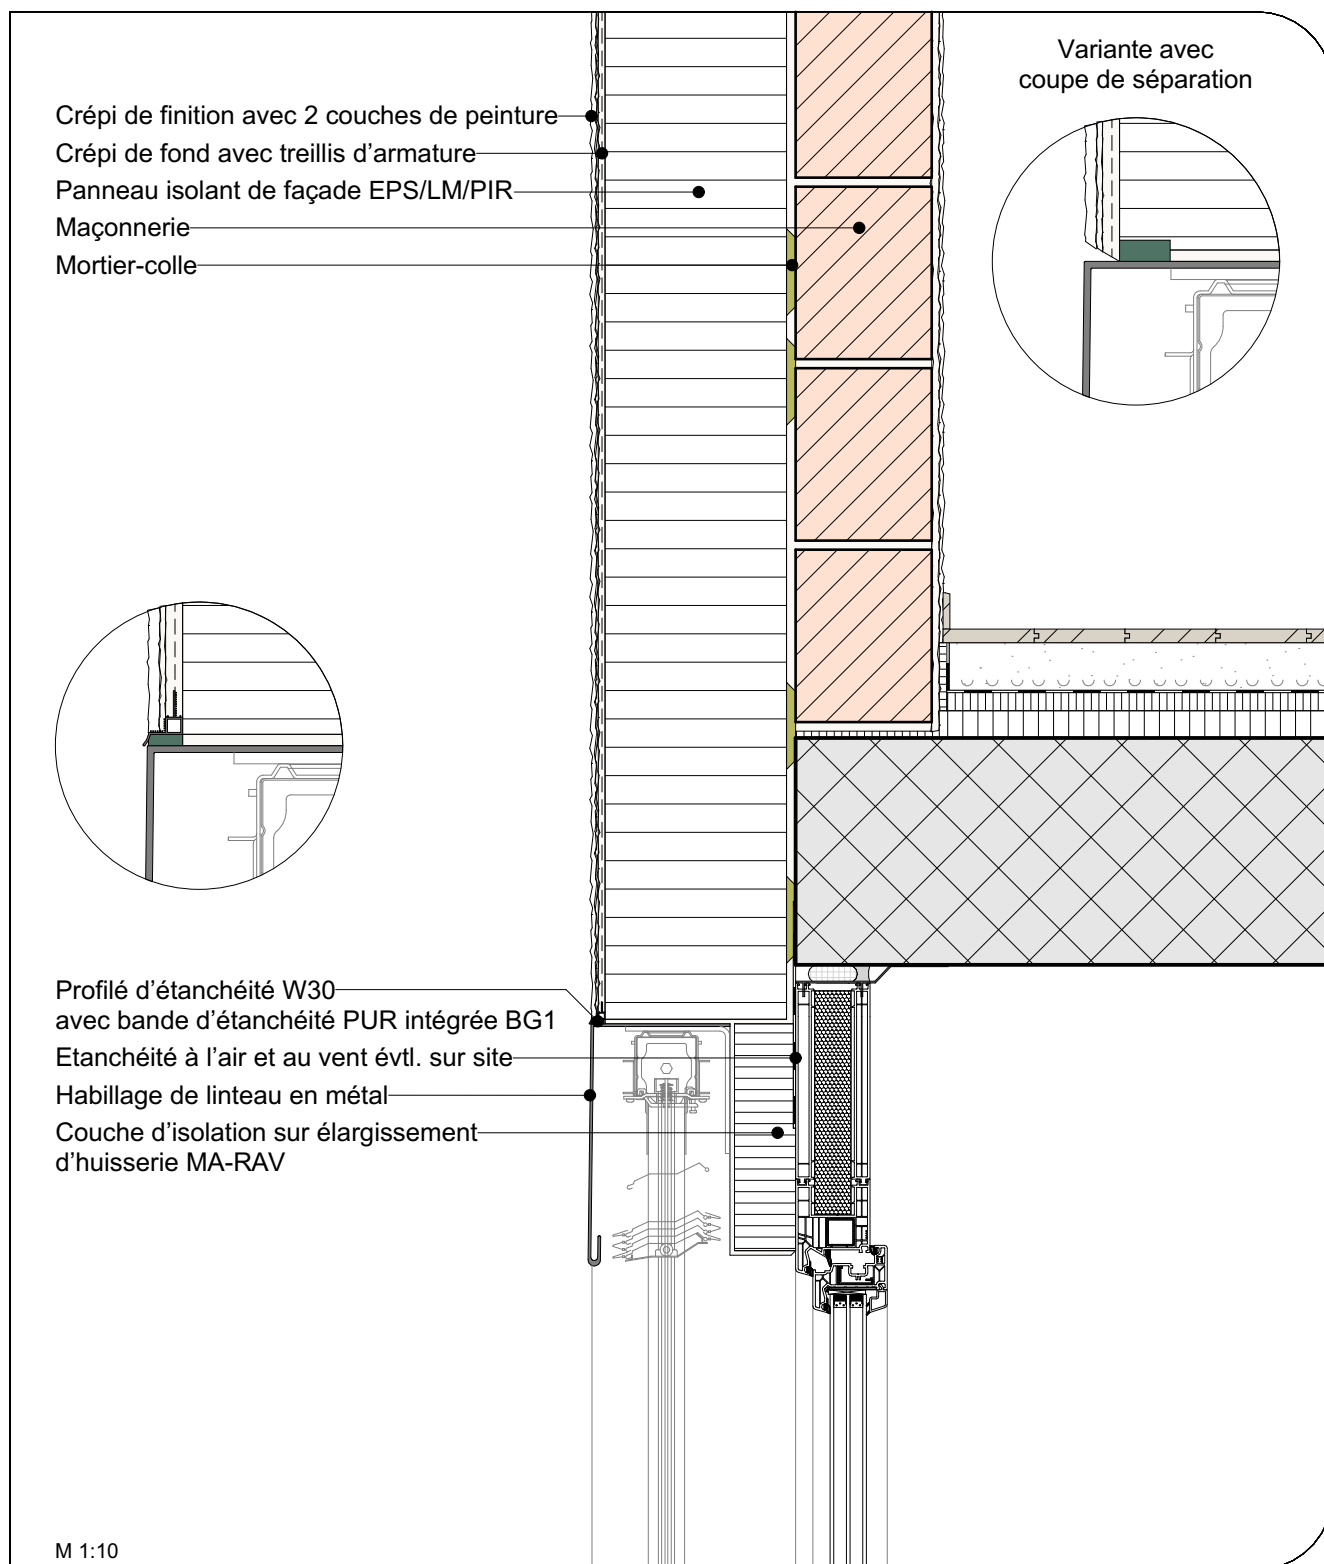 Variante avec
coupe de séparation
Crépi de finition avec 2 couches de peinture
Crépi de fond avec treillis d’armature
Panneau isolant de façade EPS/LM/PIR
Maçonnerie
Mortier-colle
Profilé d’étanchéité W30
avec bande d’étanchéité PUR intégrée BG1
Etanchéité à l’air et au vent évtl. sur site
Habillage de linteau en métal
Couche d’isolation sur élargissement
d’huisserie MA-RAV
M 1:10